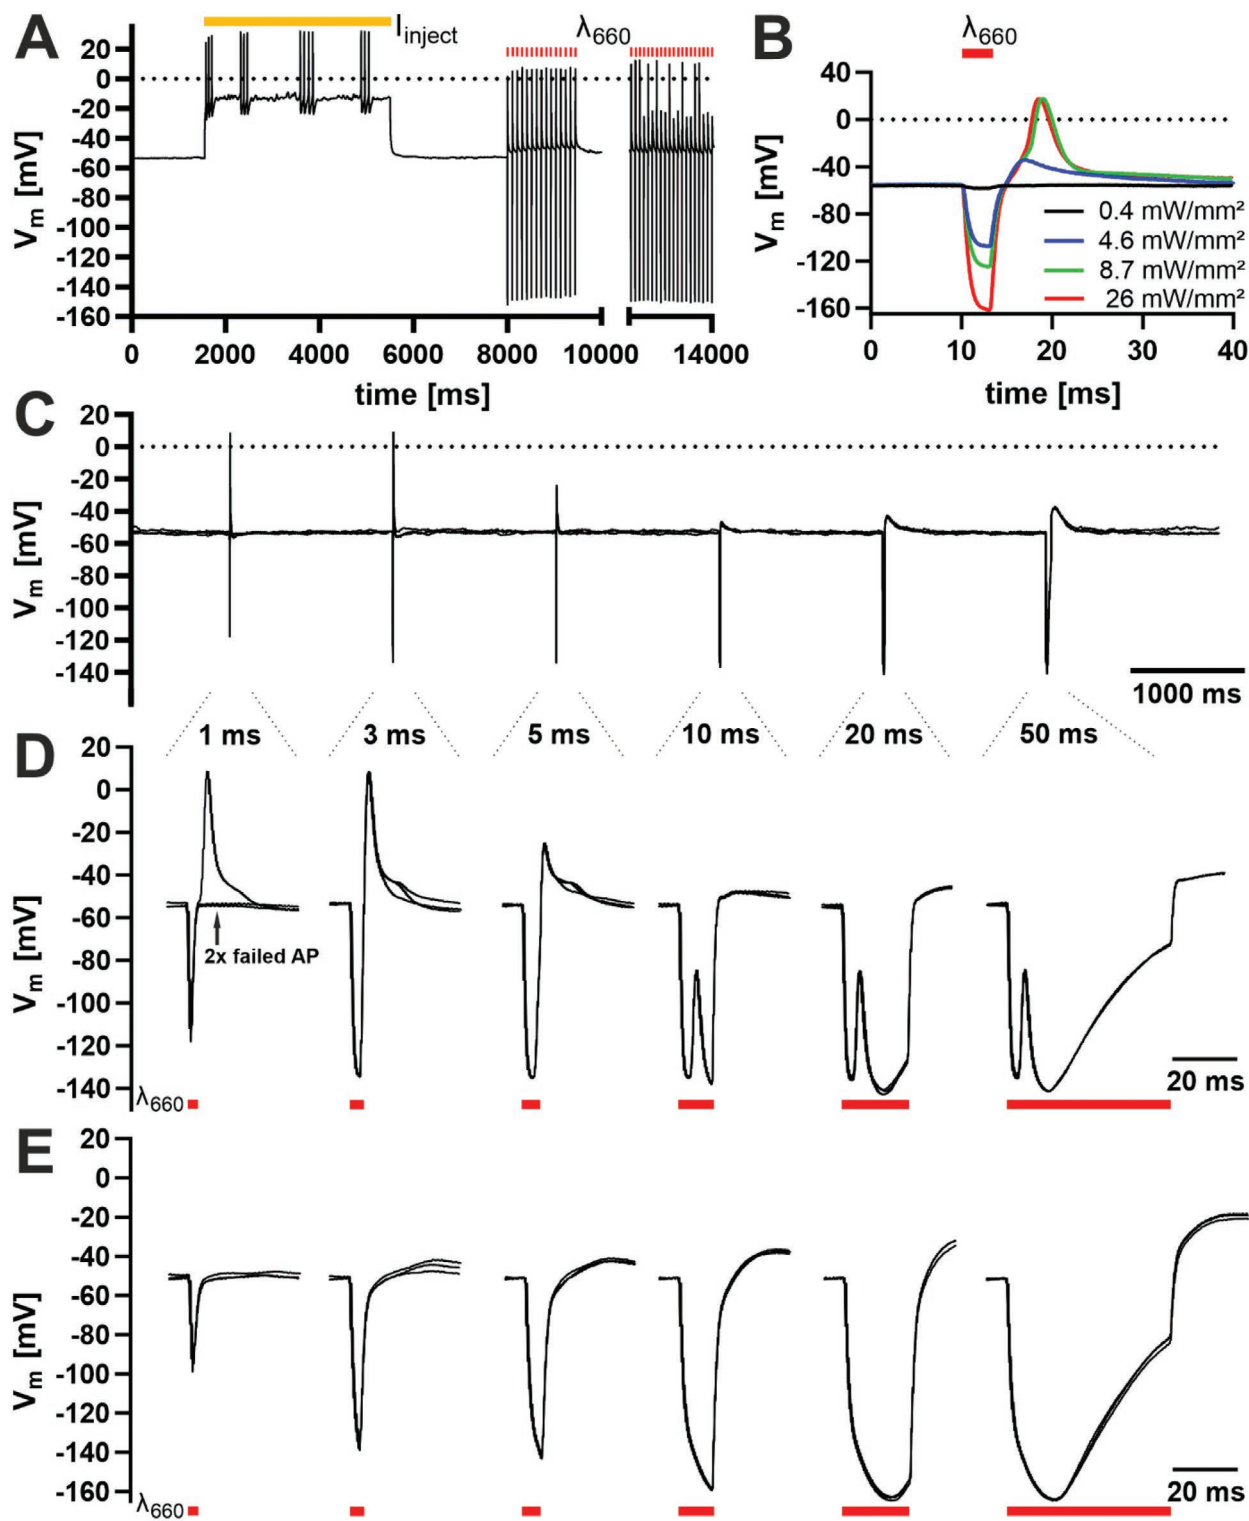 A
I_inject
λ_660
20
0
-20
-40
-60
-80
-100
-120
-140
-160
V_m [mV]
0
2000
4000
6000
8000
10000
14000
time [ms]
B
λ_660
40
0
-40
-80
-120
-160
V_m [mV]
0.4 mW/mm²
4.6 mW/mm²
8.7 mW/mm²
26 mW/mm²
0
10
20
30
40
time [ms]
C
20
0
-20
-40
-60
-80
-100
-120
-140
V_m [mV]
1000 ms
1 ms
3 ms
5 ms
10 ms
20 ms
50 ms
D
20
0
-20
-40
-60
-80
-100
-120
-140
V_m [mV]
2x failed AP
20 ms
λ_660
E
20
0
-20
-40
-60
-80
-100
-120
-140
-160
V_m [mV]
20 ms
λ_660